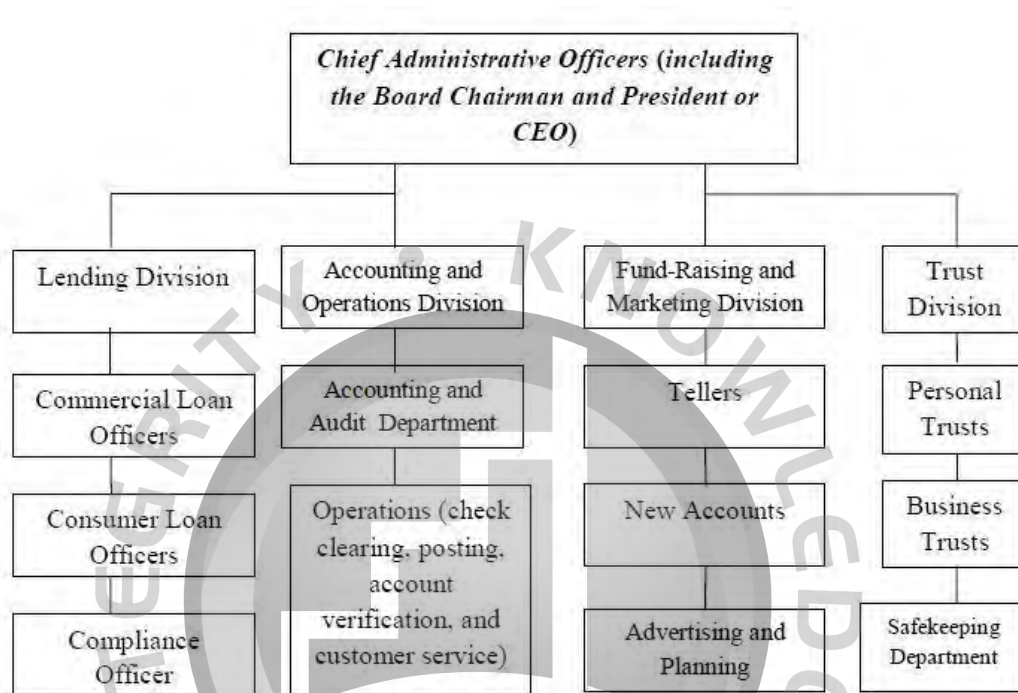 Chief Administrative Officers (including
the Board Chairman and President or
CEO)
Lending Division
Accounting and
Operations Division
Fund-Raising and
Marketing Division
Trust
Division
Commercial Loan
Officers
Accounting and
Audit Department
Tellers
Personal
Trusts
Consumer Loan
Officers
Operations (check
clearing, posting,
account
verification, and
customer service)
New Accounts
Business
Trusts
Compliance
Officer
Advertising and
Planning
Safekeeping
Department
EGRITY • KNOWLEDG